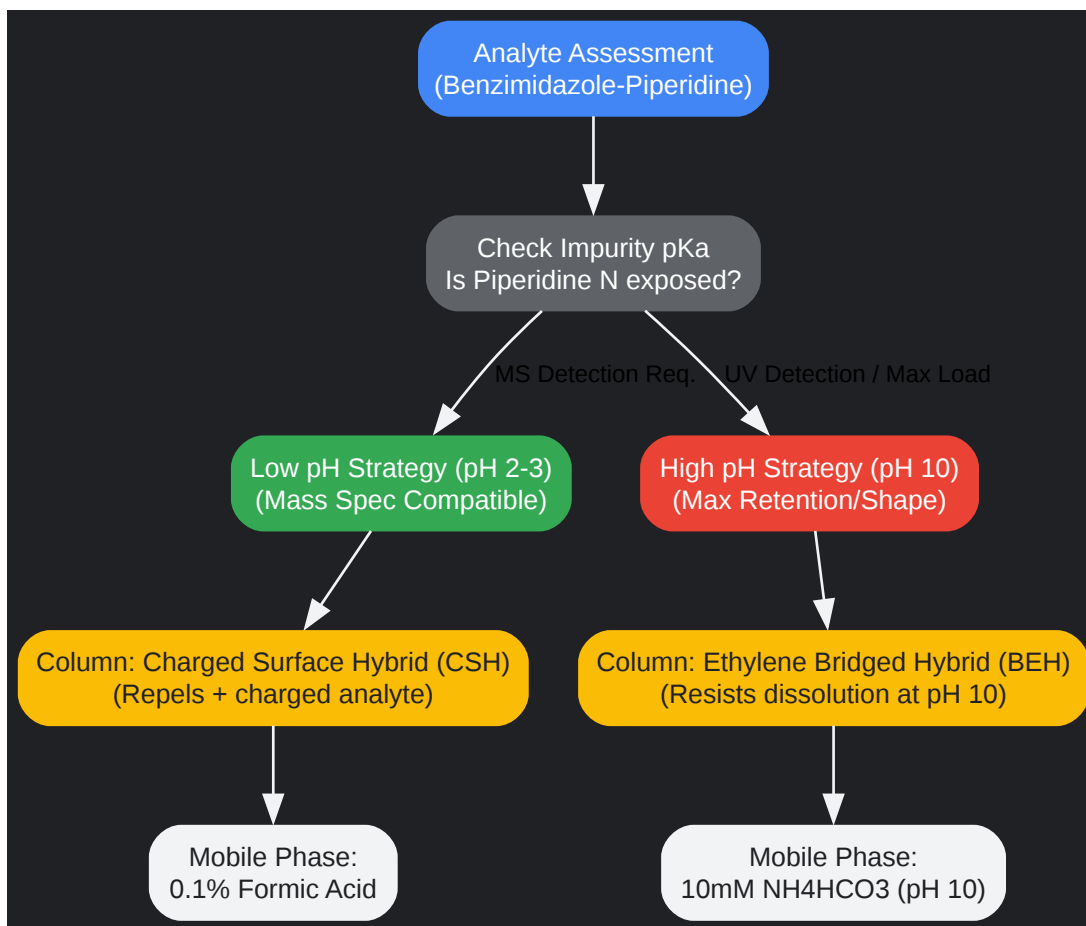 Analyte Assessment
(Benzimidazole-Piperidine)
Check Impurity pKa
Is Piperidine N exposed?
MS Detection Req.
UV Detection / Max Load
Low pH Strategy (pH 2-3)
(Mass Spec Compatible)
High pH Strategy (pH 10)
(Max Retention/Shape)
Column: Charged Surface Hybrid (CSH)
(Repels + charged analyte)
Column: Ethylene Bridged Hybrid (BEH)
(Resists dissolution at pH 10)
Mobile Phase:
0.1% Formic Acid
Mobile Phase:
10mM NH4HCO3 (pH 10)